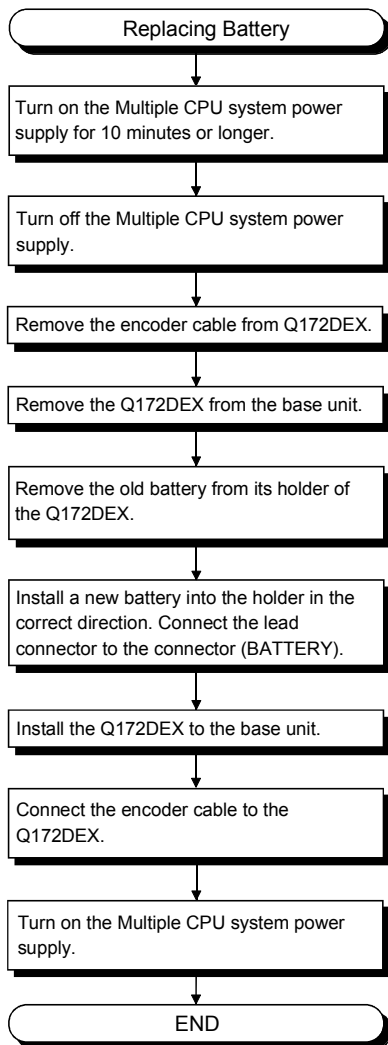 Replacing Battery
Turn on the Multiple CPU system power
supply for 10 minutes or longer.
Turn off the Multiple CPU system power
supply.
Remove the encoder cable from Q172DEX.
Remove the Q172DEX from the base unit.
Remove the old battery from its holder of
the Q172DEX.
Install a new battery into the holder in the
correct direction. Connect the lead
connector to the connector (BATTERY).
Install the Q172DEX to the base unit.
Connect the encoder cable to the
Q172DEX.
Turn on the Multiple CPU system power
supply.
END